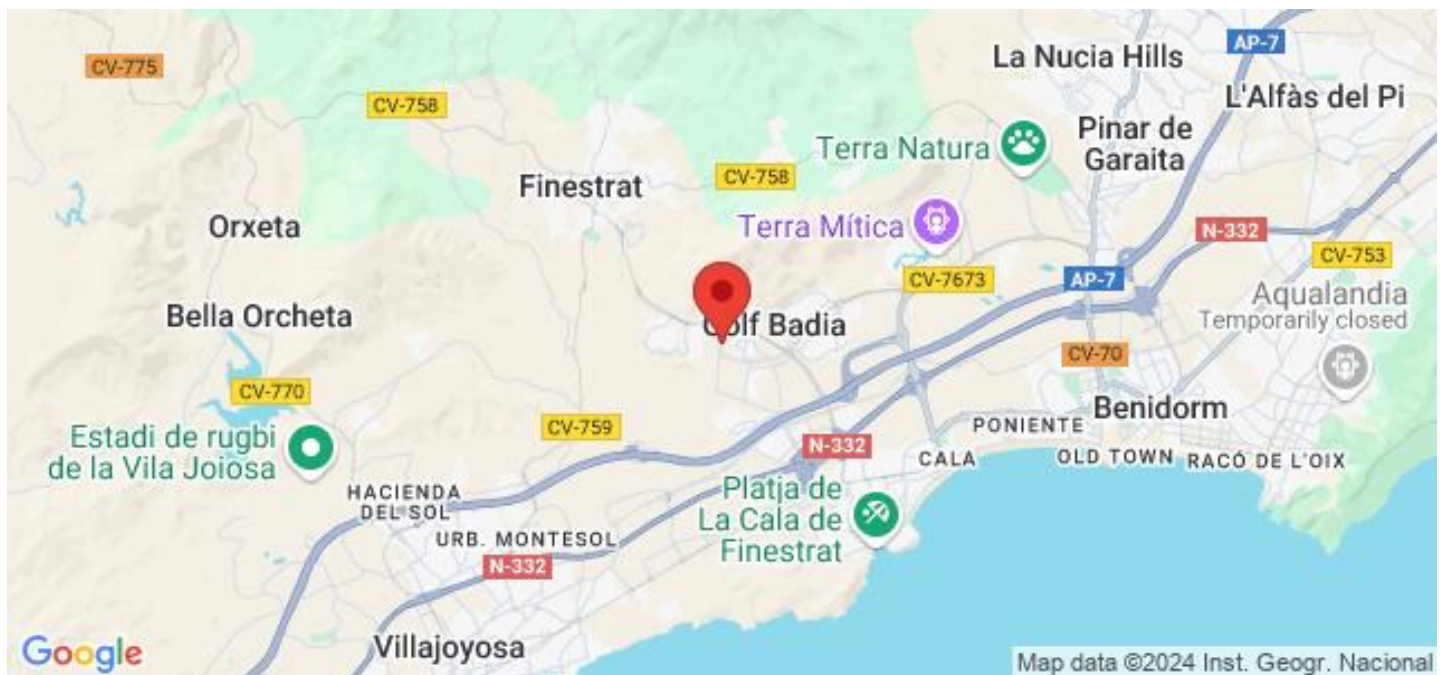 CV-775
CV-758
La Nucia Hills
AP-7
L'Alfàs del Pi
Terra Natura
Pinar de
Garaita
Finestrat
CV-758
Orxeta
Terra Mítica
N-332
CV-753
CV-7673
AP-7
Bella Orcheta
Golf Badia
Aqualandia
Temporarily closed
CV-70
CV-770
CV-759
Benidorm
Estadi de rugbi
de la Vila Joiosa
N-332
PONIENTE
CALA
OLD TOWN
RACÓ DE L'OIX
HACIENDA
DEL SOL
Platja de
La Cala de
Finestrat
URB. MONTESOL
N-332
Villajoyosa
Google
Map data ©2024 Inst. Geogr. Nacional